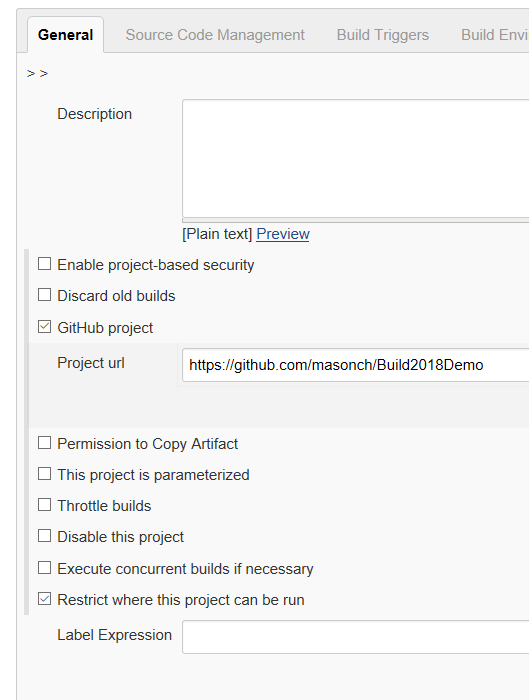 General Source Code Management Build Triggers Build Envi
> >
Description
[Plain text] Preview
Enable project-based security
Discard old builds
GitHub project
Project url https://github.com/masonch/Build2018Demo
Permission to Copy Artifact
This project is parameterized
Throttle builds
Disable this project
Execute concurrent builds if necessary
Restrict where this project can be run
Label Expression